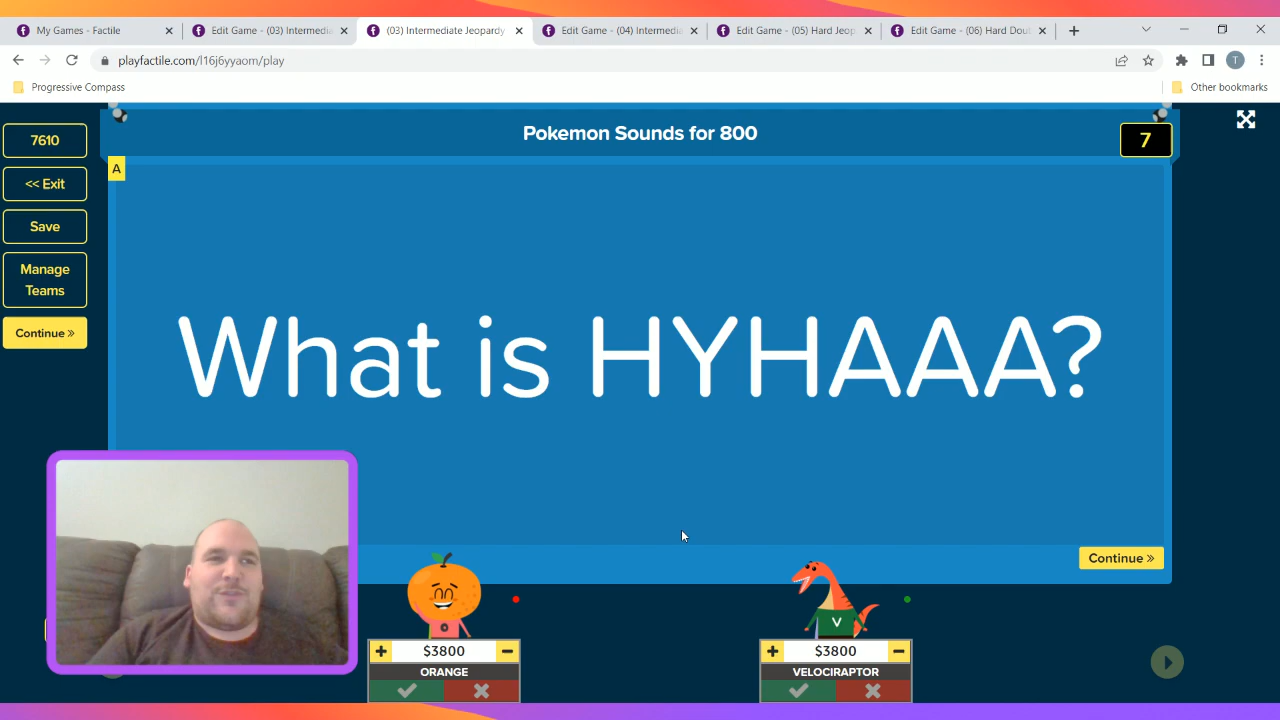 My Games - Factile
Edit Game - (03) Intermedia
(03) Intermediate Jeopardy
Edit Game - (04) Intermedia
Edit Game - (05) Hard Jeop
Edit Game - (06) Hard Dou
playfactile.com/l16j6yyaom/play
T
Progressive Compass
Other bookmarks
7610
Pokemon Sounds for 800
7
A
<< Exit
Save
Manage
Teams
Continue »
What is HYHAAA?
Continue »
O
V
+ $3800 −
+ $3800 −
ORANGE
VELOCIRAPTOR